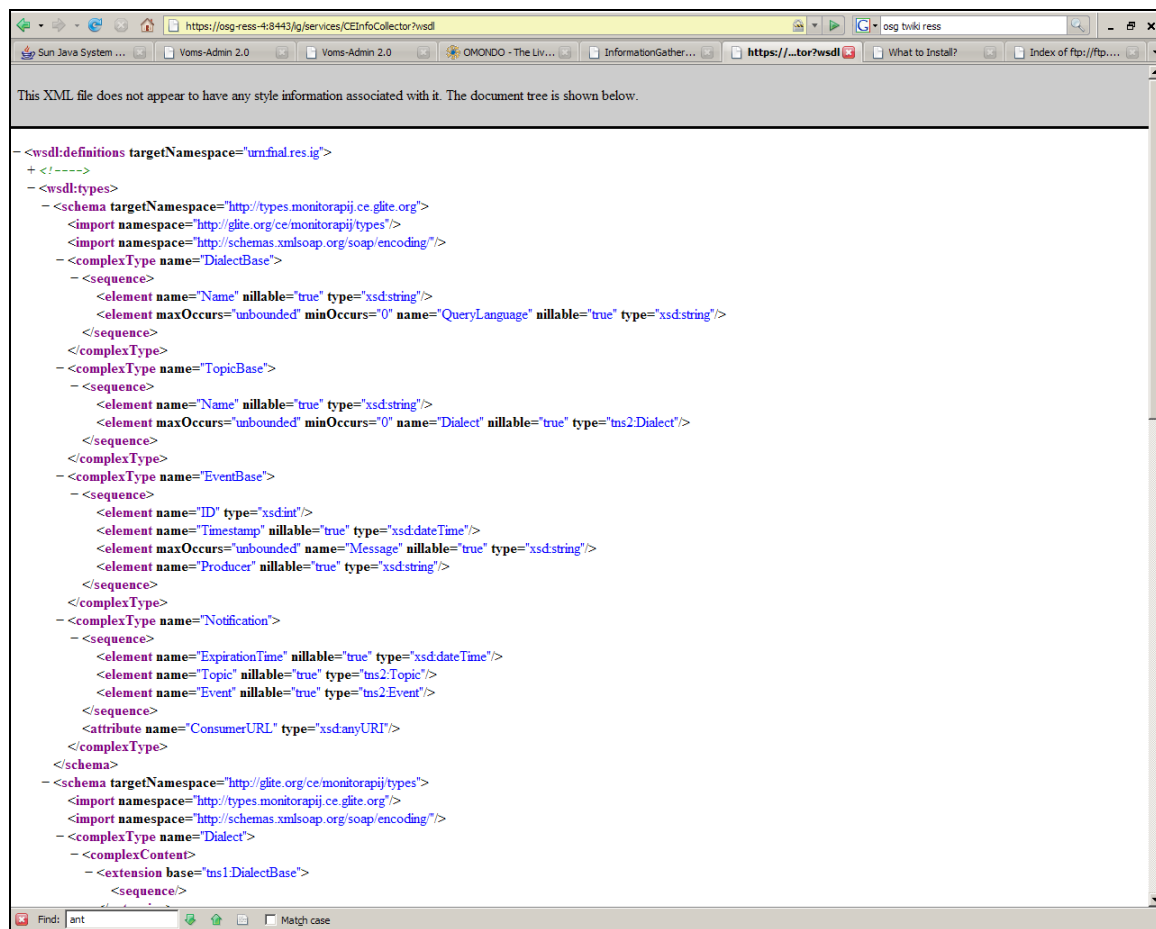 https://osg-ress-4:8443/ig/services/CEInfoCollector?wsdl
G osg twiki ress
Sun Java System ... Voms-Admin 2.0 Voms-Admin 2.0 OMONDO - The Liv... InformationGather... https://...tor?wsdl What to Install? Index of ftp://ftp....
This XML file does not appear to have any style information associated with it. The document tree is shown below.
− <wsdl:definitions targetNamespace="urn:fnal.res.ig">
+ <!---->
− <wsdl:types>
− <schema targetNamespace="http://types.monitorapij.ce.glite.org">
<import namespace="http://glite.org/ce/monitorapij/types"/>
<import namespace="http://schemas.xmlsoap.org/soap/encoding/"/>
− <complexType name="DialectBase">
− <sequence>
<element name="Name" nillable="true" type="xsd:string"/>
<element maxOccurs="unbounded" minOccurs="0" name="QueryLanguage" nillable="true" type="xsd:string"/>
</sequence>
</complexType>
− <complexType name="TopicBase">
− <sequence>
<element name="Name" nillable="true" type="xsd:string"/>
<element maxOccurs="unbounded" minOccurs="0" name="Dialect" nillable="true" type="tns2:Dialect"/>
</sequence>
</complexType>
− <complexType name="EventBase">
− <sequence>
<element name="ID" type="xsd:int"/>
<element name="Timestamp" nillable="true" type="xsd:dateTime"/>
<element maxOccurs="unbounded" name="Message" nillable="true" type="xsd:string"/>
<element name="Producer" nillable="true" type="xsd:string"/>
</sequence>
</complexType>
− <complexType name="Notification">
− <sequence>
<element name="ExpirationTime" nillable="true" type="xsd:dateTime"/>
<element name="Topic" nillable="true" type="tns2:Topic"/>
<element name="Event" nillable="true" type="tns2:Event"/>
</sequence>
<attribute name="ConsumerURL" type="xsd:anyURI"/>
</complexType>
</schema>
− <schema targetNamespace="http://glite.org/ce/monitorapij/types">
<import namespace="http://types.monitorapij.ce.glite.org"/>
<import namespace="http://schemas.xmlsoap.org/soap/encoding/"/>
− <complexType name="Dialect">
− <complexContent>
− <extension base="tns1:DialectBase">
<sequence/>
Find: ant Match case